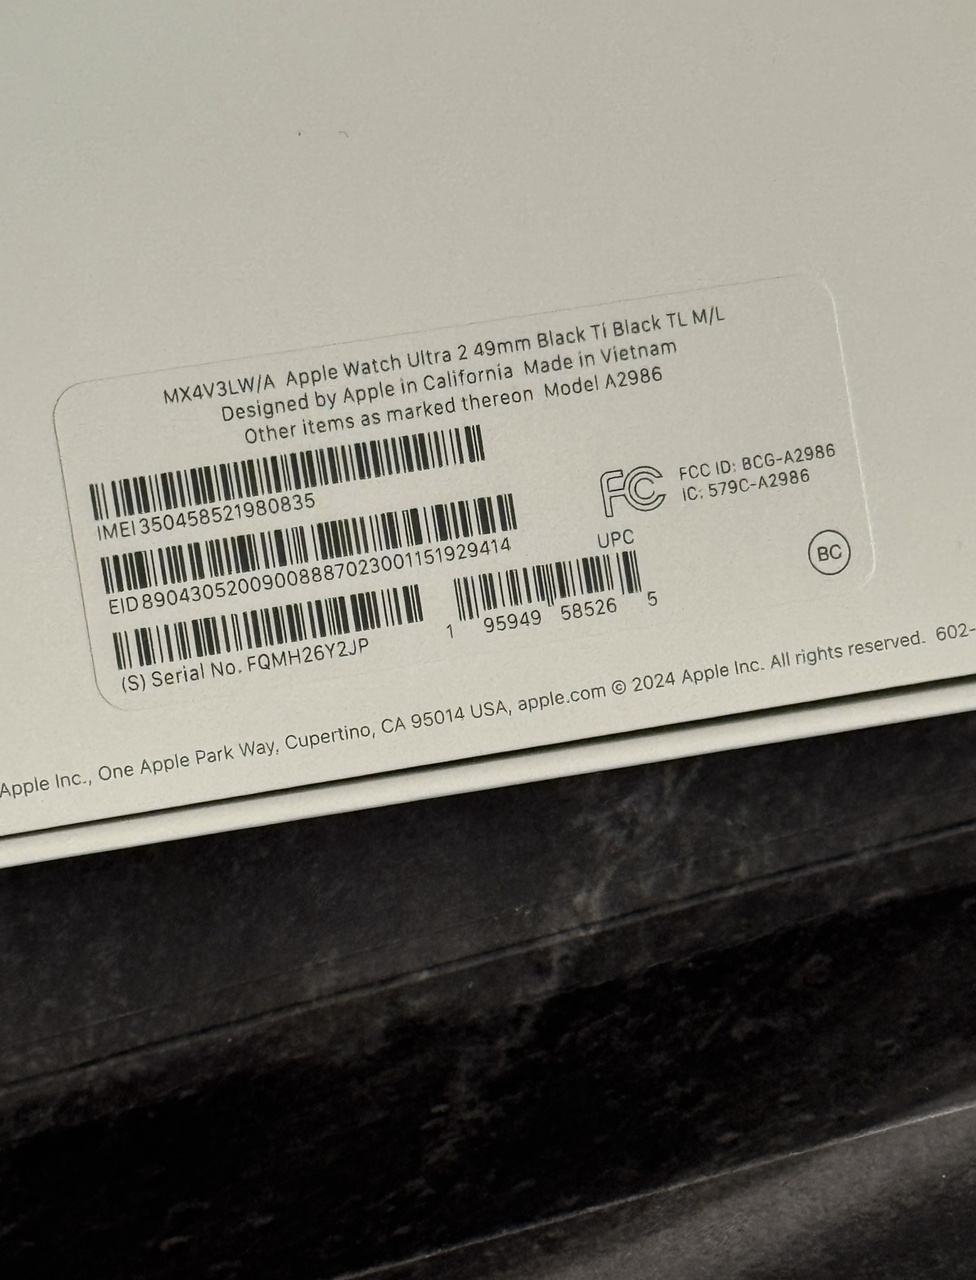 MX4V3LW/A Apple Watch Ultra 2 49mm Black Ti Black TL M/L
Designed by Apple in California Made in Vietnam
Other items as marked thereon Model A2986
IMEI 350458521980835
FC FCC ID: BCG-A2986
IC: 579C-A2986
EID 89043052009008887023001151929414
UPC
BC
1 95949 58526 5
(S) Serial No. FQMH26Y2JP
Apple Inc., One Apple Park Way, Cupertino, CA 95014 USA, apple.com © 2024 Apple Inc. All rights reserved. 602-